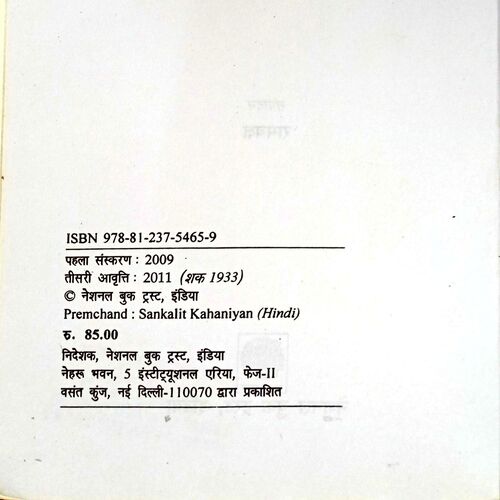 ISBN 978-81-237-5465-9
पहला संस्करण : 2009
तीसरी आवृत्ति : 2011 (शक 1933)
© नेशनल बुक ट्रस्ट, इंडिया
Premchand : Sankalit Kahaniyan (Hindi)
रु. 85.00
निदेशक, नेशनल बुक ट्रस्ट, इंडिया
नेहरू भवन, 5 इंस्टीट्यूशनल एरिया, फेज-II
वसंत कुंज, नई दिल्ली-110070 द्वारा प्रकाशित